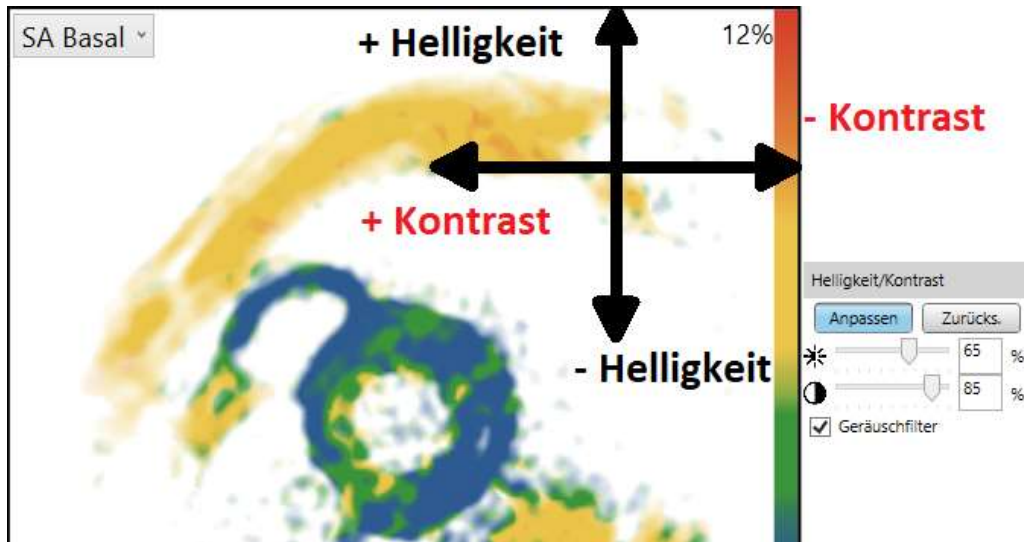 SA Basal
+ Helligkeit
12%
- Kontrast
+ Kontrast
- Helligkeit
Helligkeit/Kontrast
Anpassen Zurücks.
65 %
85 %
Geräuschfilter